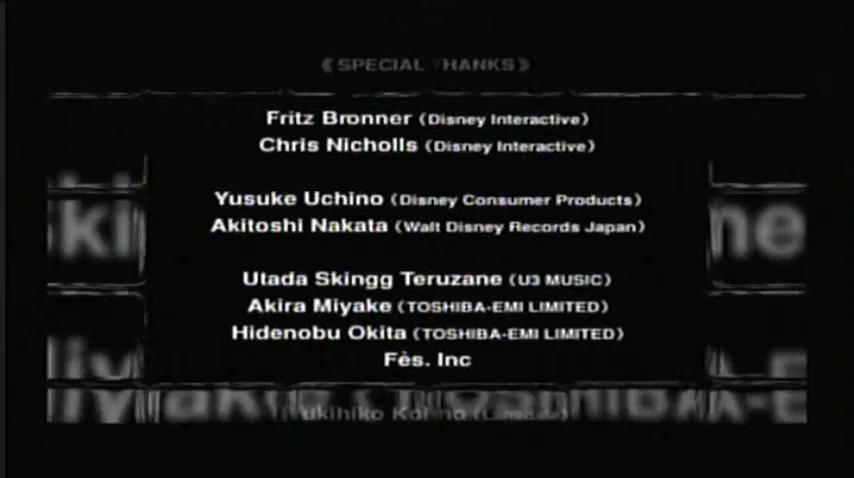 《SPECIAL THANKS》
Fritz Bronner (Disney Interactive)
Chris Nicholls (Disney Interactive)
Yusuke Uchino (Disney Consumer Products)
Akitoshi Nakata (Walt Disney Records Japan)
Utada Skingg Teruzane (U3 MUSIC)
Akira Miyake (TOSHIBA-EMI LIMITED)
Hidenobu Okita (TOSHIBA-EMI LIMITED)
Fès. Inc